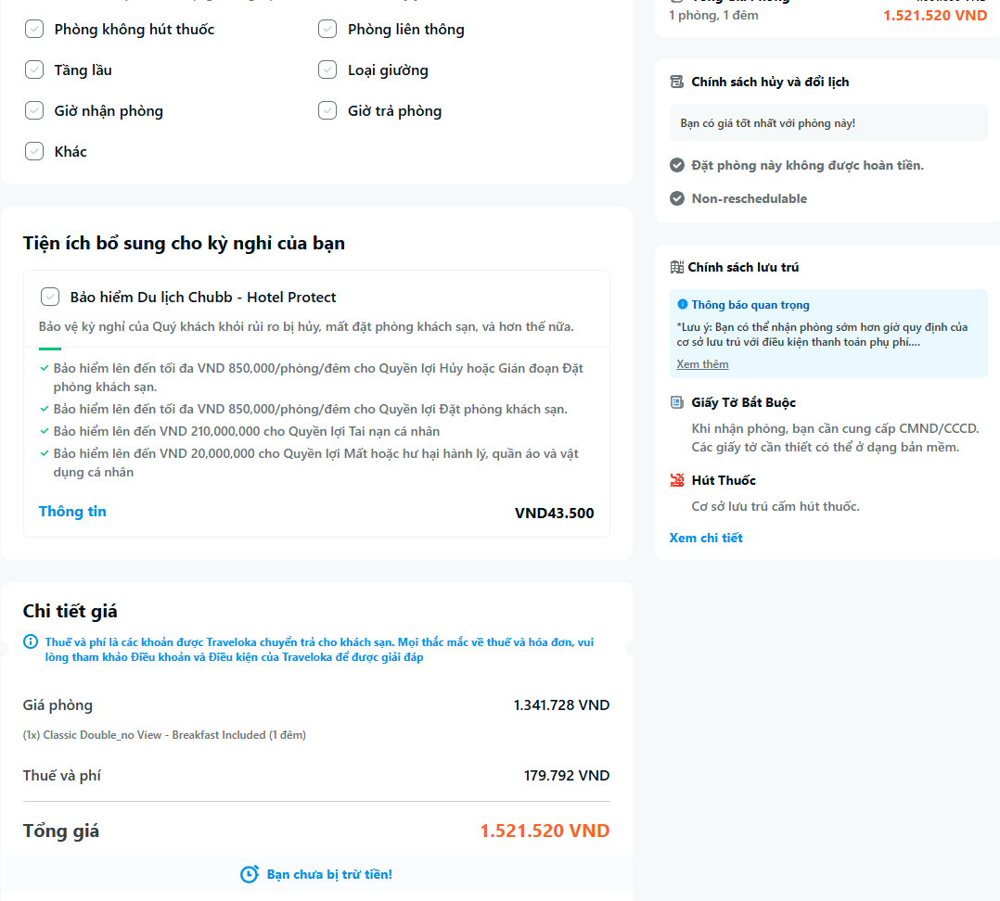 Phòng không hút thuốc
Phòng liên thông
Tầng lầu
Loại giường
Giờ nhận phòng
Giờ trả phòng
Khác
Tiện ích bổ sung cho kỳ nghỉ của bạn
Bảo hiểm Du lịch Chubb - Hotel Protect
Bảo vệ kỳ nghỉ của Quý khách khỏi rủi ro bị hủy, mất đặt phòng khách sạn, và hơn thế nữa.
Bảo hiểm lên đến tối đa VND 850,000/phòng/đêm cho Quyền lợi Hủy hoặc Gián đoạn Đặt
phòng khách sạn.
Bảo hiểm lên đến tối đa VND 850,000/phòng/đêm cho Quyền lợi Đặt phòng khách sạn.
Bảo hiểm lên đến VND 210,000,000 cho Quyền lợi Tai nạn cá nhân
Bảo hiểm lên đến VND 20,000,000 cho Quyền lợi Mất hoặc hư hại hành lý, quần áo và vật
dụng cá nhân
Thông tin
VND43.500
Chi tiết giá
Thuế và phí là các khoản được Traveloka chuyển trả cho khách sạn. Mọi thắc mắc về thuế và hóa đơn, vui
lòng tham khảo Điều khoản và Điều kiện của Traveloka để được giải đáp
Giá phòng
1.341.728 VND
(1x) Classic Double_no View - Breakfast Included (1 đêm)
Thuế và phí
179.792 VND
Tổng giá
1.521.520 VND
Bạn chưa bị trừ tiền!
1 phòng, 1 đêm
1.521.520 VND
Chính sách hủy và đổi lịch
Bạn có giá tốt nhất với phòng này!
Đặt phòng này không được hoàn tiền.
Non-reschedulable
Chính sách lưu trú
Thông báo quan trọng
*Lưu ý: Bạn có thể nhận phòng sớm hơn giờ quy định của
cơ sở lưu trú với điều kiện thanh toán phụ phí....
Xem thêm
Giấy Tờ Bắt Buộc
Khi nhận phòng, bạn cần cung cấp CMND/CCCD.
Các giấy tờ cần thiết có thể ở dạng bản mềm.
Hút Thuốc
Cơ sở lưu trú cấm hút thuốc.
Xem chi tiết